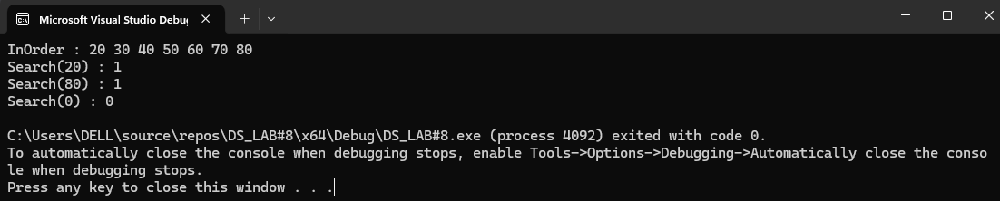 Microsoft Visual Studio Debug
InOrder : 20 30 40 50 60 70 80
Search(20) : 1
Search(80) : 1
Search(0) : 0
C:\Users\DELL\source\repos\DS_LAB#8\x64\Debug\DS_LAB#8.exe (process 4092) exited with code 0.
To automatically close the console when debugging stops, enable Tools->Options->Debugging->Automatically close the conso
le when debugging stops.
Press any key to close this window . . .